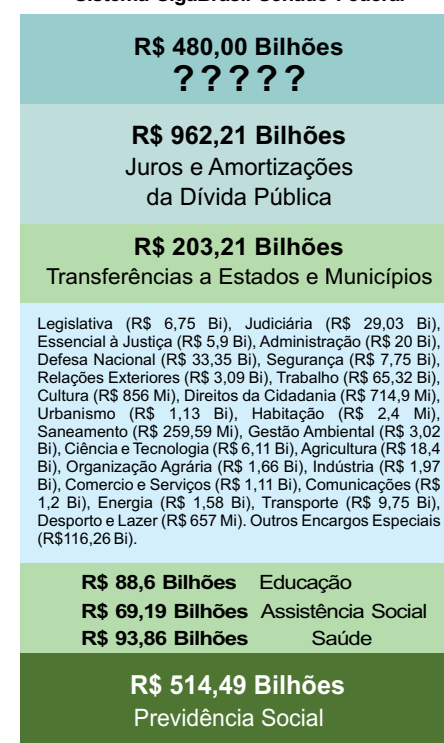 Sistema SigaBrasil Senado Federal
R$ 480,00 Bilhões
? ? ? ? ?
R$ 962,21 Bilhões
Juros e Amortizações
da Dívida Pública
R$ 203,21 Bilhões
Transferências a Estados e Municípios
Legislativa (R$ 6,75 Bi), Judiciária (R$ 29,03 Bi),
Essencial à Justiça (R$ 5,9 Bi), Administração (R$ 20 Bi),
Defesa Nacional (R$ 33,35 Bi), Segurança (R$ 7,75 Bi),
Relações Exteriores (R$ 3,09 Bi), Trabalho (R$ 65,32 Bi),
Cultura (R$ 856 Mi), Direitos da Cidadania (R$ 714,9 Mi),
Urbanismo (R$ 1,13 Bi), Habitação (R$ 2,4 Mi),
Saneamento (R$ 259,59 Mi), Gestão Ambiental (R$ 3,02
Bi), Ciência e Tecnologia (R$ 6,11 Bi), Agricultura (R$ 18,4
Bi), Organização Agrária (R$ 1,66 Bi), Indústria (R$ 1,97
Bi), Comercio e Serviços (R$ 1,11 Bi), Comunicações (R$
1,2 Bi), Energia (R$ 1,58 Bi), Transporte (R$ 9,75 Bi),
Desporto e Lazer (R$ 657 Mi). Outros Encargos Especiais
(R$116,26 Bi).
R$ 88,6 Bilhões Educação
R$ 69,19 Bilhões Assistência Social
R$ 93,86 Bilhões Saúde
R$ 514,49 Bilhões
Previdência Social